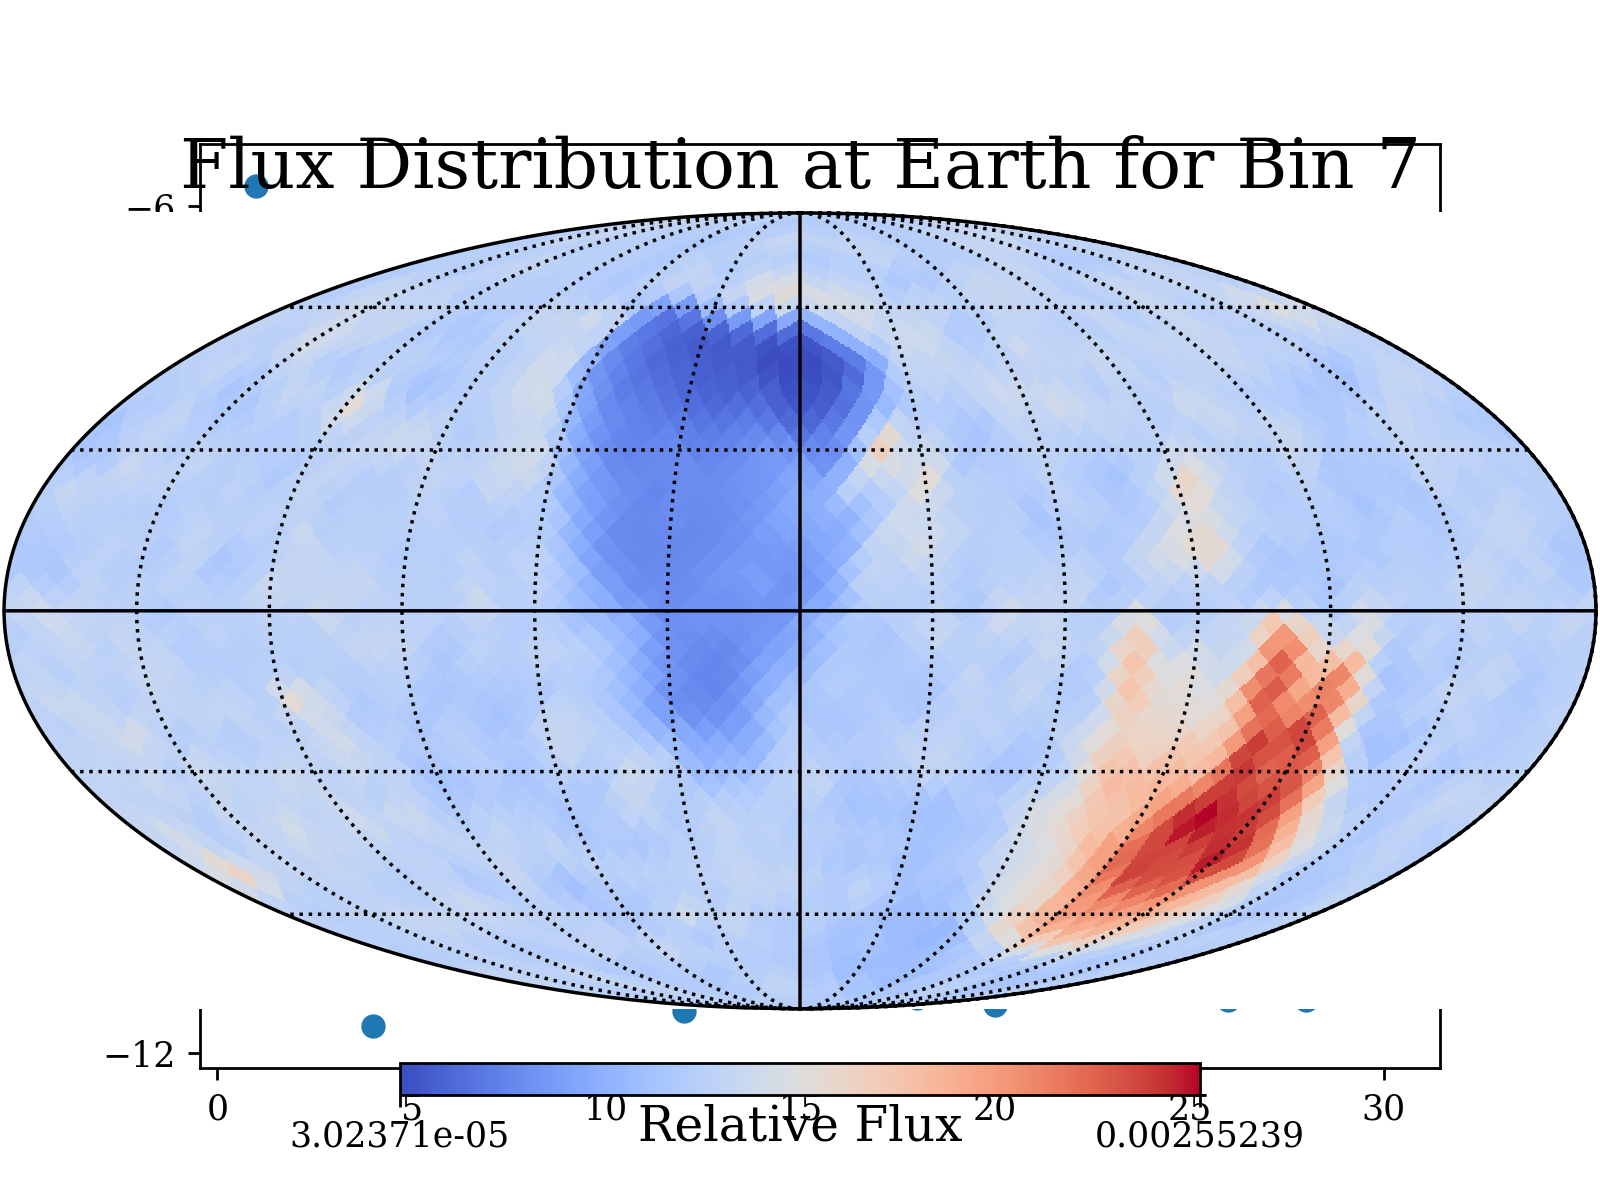 Flux Distribution at Earth for Bin 7
−6
−12
0 5 10 15 20 25 30
Relative Flux
3.02371e-05 0.00255239